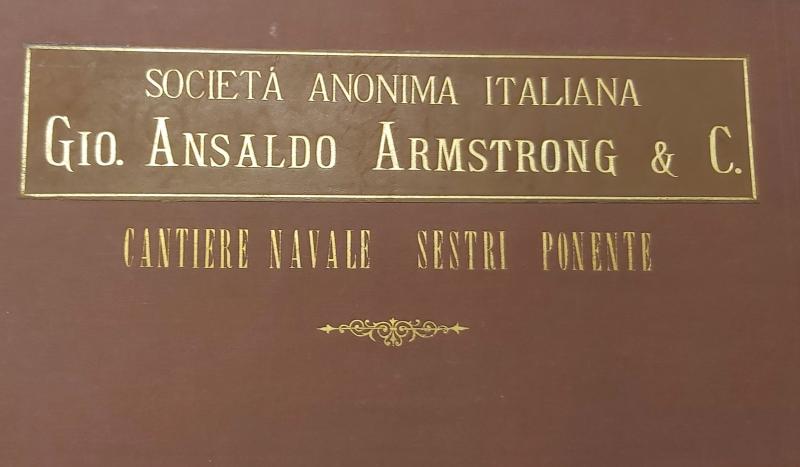 SOCIETÁ ANONIMA ITALIANA
GIO. ANSALDO ARMSTRONG & C.
CANTIERE NAVALE SESTRI PONENTE